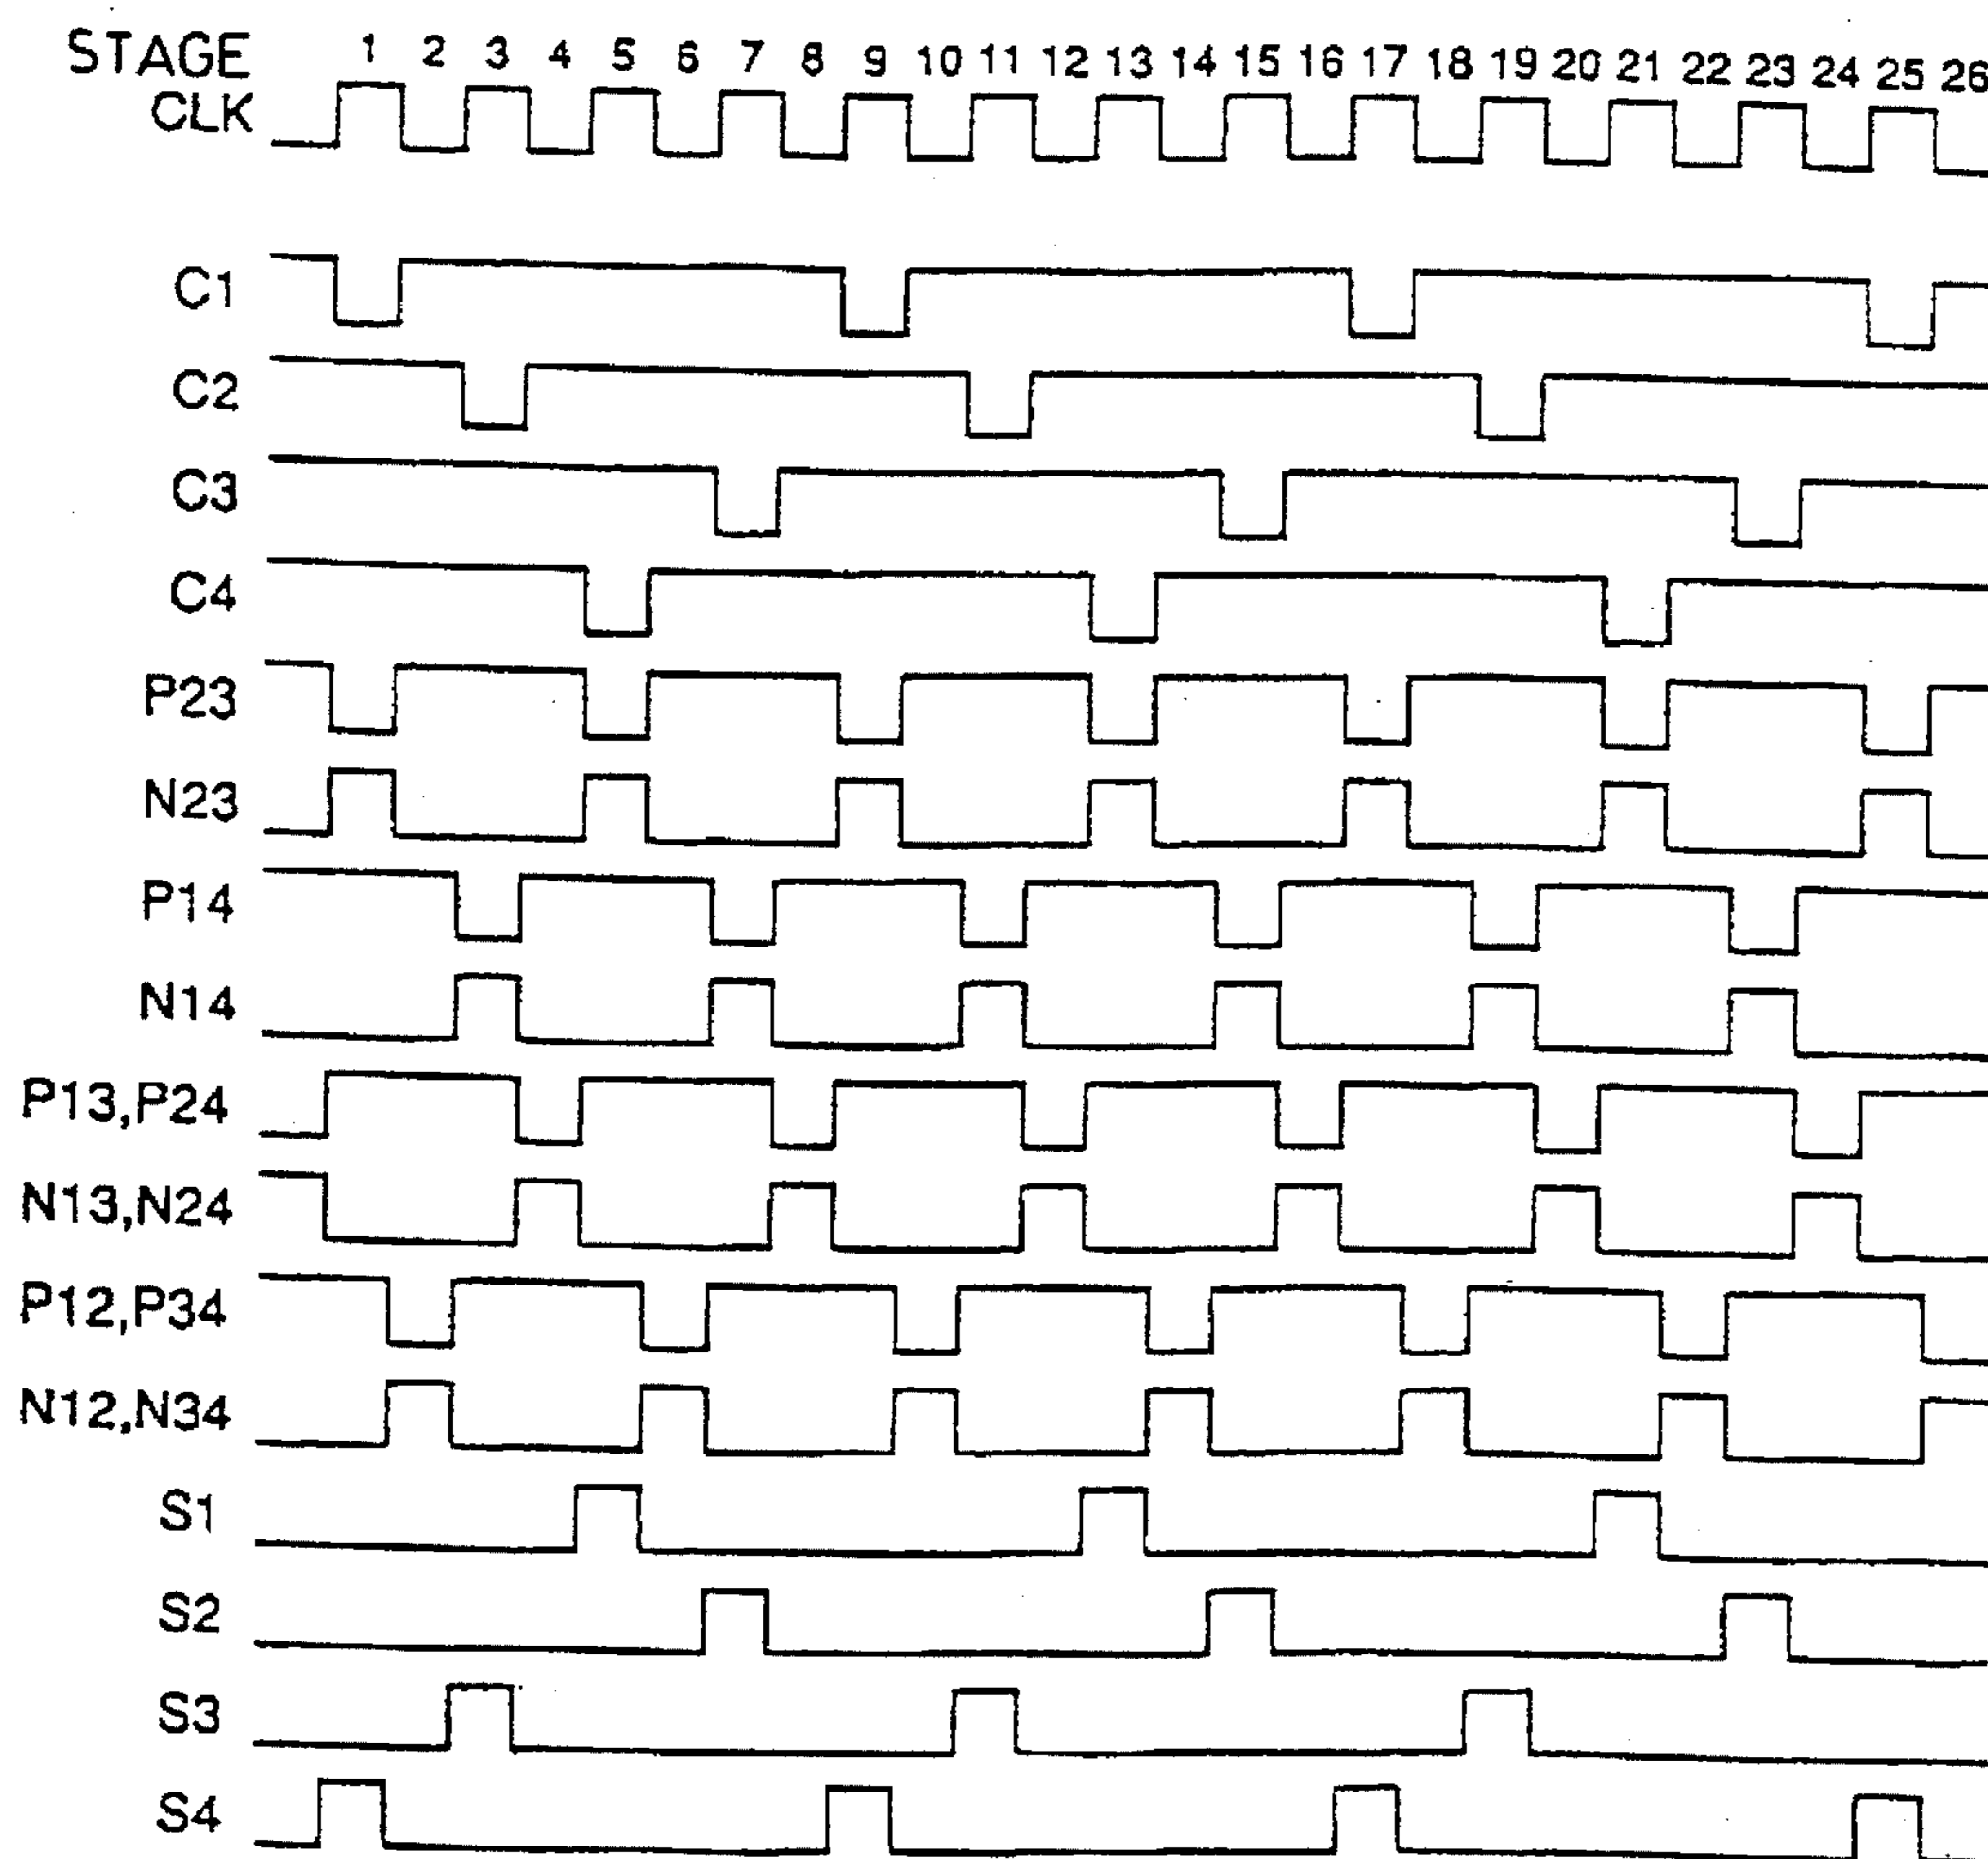 STAGE 1 2 3 4 5 6 7 8 9 10 11 12 13 14 15 16 17 18 19 20 21 22 23 24 25 26
CLK
C1
C2
C3
C4
P23
N23
P14
N14
P13,P24
N13,N24
P12,P34
N12,N34
S1
S2
S3
S4